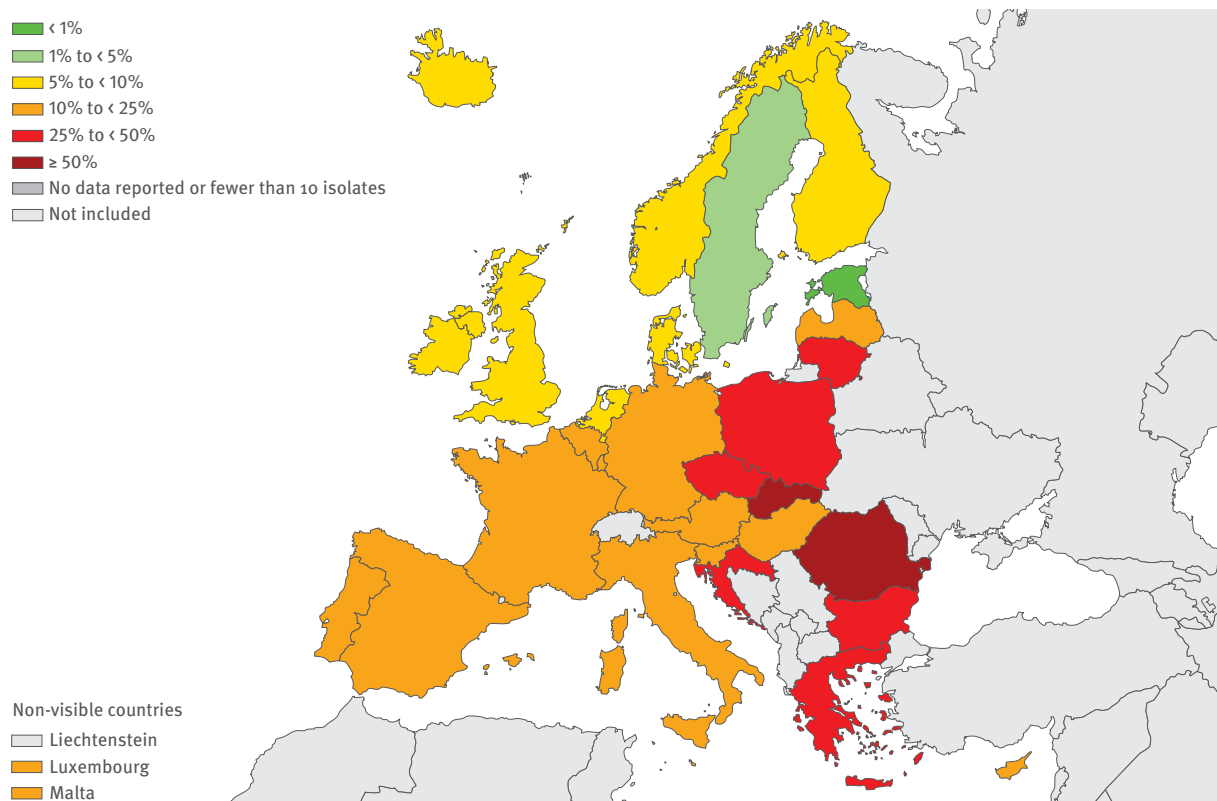 < 1%
1% to < 5%
5% to < 10%
10% to < 25%
25% to < 50%
≥ 50%
No data reported or fewer than 10 isolates
Not included
Non-visible countries
Liechtenstein
Luxembourg
Malta